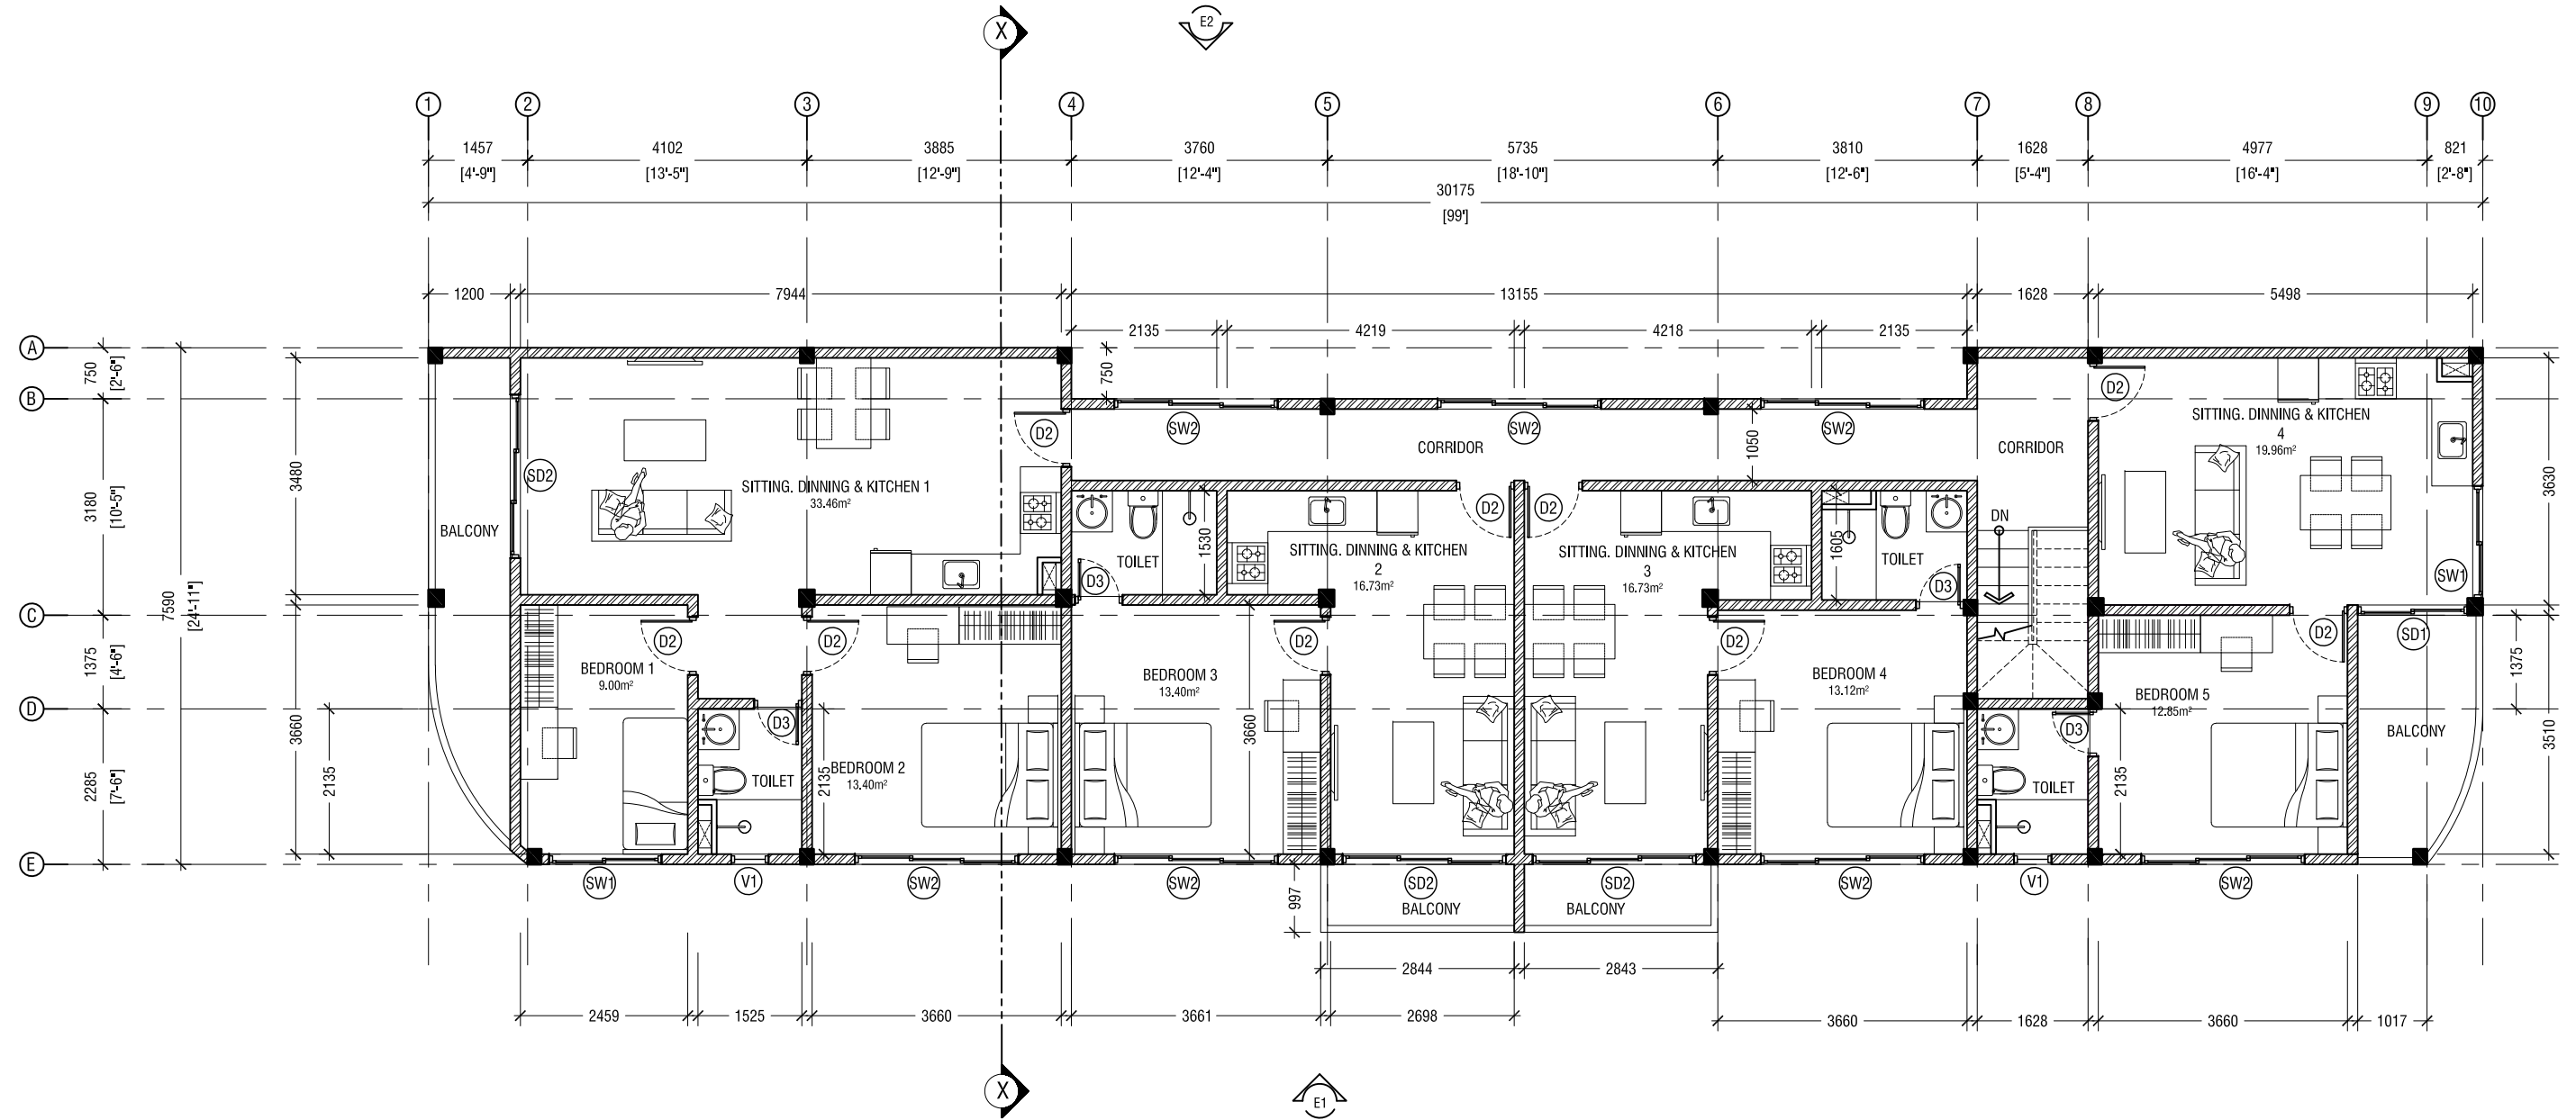 X
E2
1 2 3 4 5 6 7 8 9 10
1457 4102 3885 3760 5735 3810 1628 4977 821
[4'-9"] [13'-5"] [12'-9"] [12'-4"] [18'-10"] [12'-6"] [5'-4"] [16'-4"] [2'-8"]
30175
[99']
1200 7944 13155 1628 5498
2135 4219 4218 2135
A
750
[2'-6"]
750
B
D2
D2
SW2 SW2 SW2
SITTING. DINNING & KITCHEN
4
19.96m²
CORRIDOR
1050
CORRIDOR
3480
3180
[10'-5"]
SD2
3630
SITTING. DINNING & KITCHEN 1
33.46m²
BALCONY
D2 D2
DN
1530
1605
SITTING. DINNING & KITCHEN
2
16.73m²
SITTING. DINNING & KITCHEN
3
16.73m²
TOILET
TOILET
D3
D3
SW1
7590
[24'-11"]
C
D2 D2 D2 D2 D2 SD1
1375
[4'-6"]
1375
BEDROOM 1
9.00m²
BEDROOM 3
13.40m²
BEDROOM 4
13.12m²
BEDROOM 5
12.85m²
D
D3
D3
3660
3660
3510
BALCONY
2285
[7'-6"]
2135
2135
BEDROOM 2
13.40m²
TOILET
2135
TOILET
E
SW1 V1 SW2 SW2 SD2 SD2 SW2 V1 SW2
997
BALCONY BALCONY
2844 2843
2459 1525 3660 3661 2698 3660 1628 3660 1017
X
E1